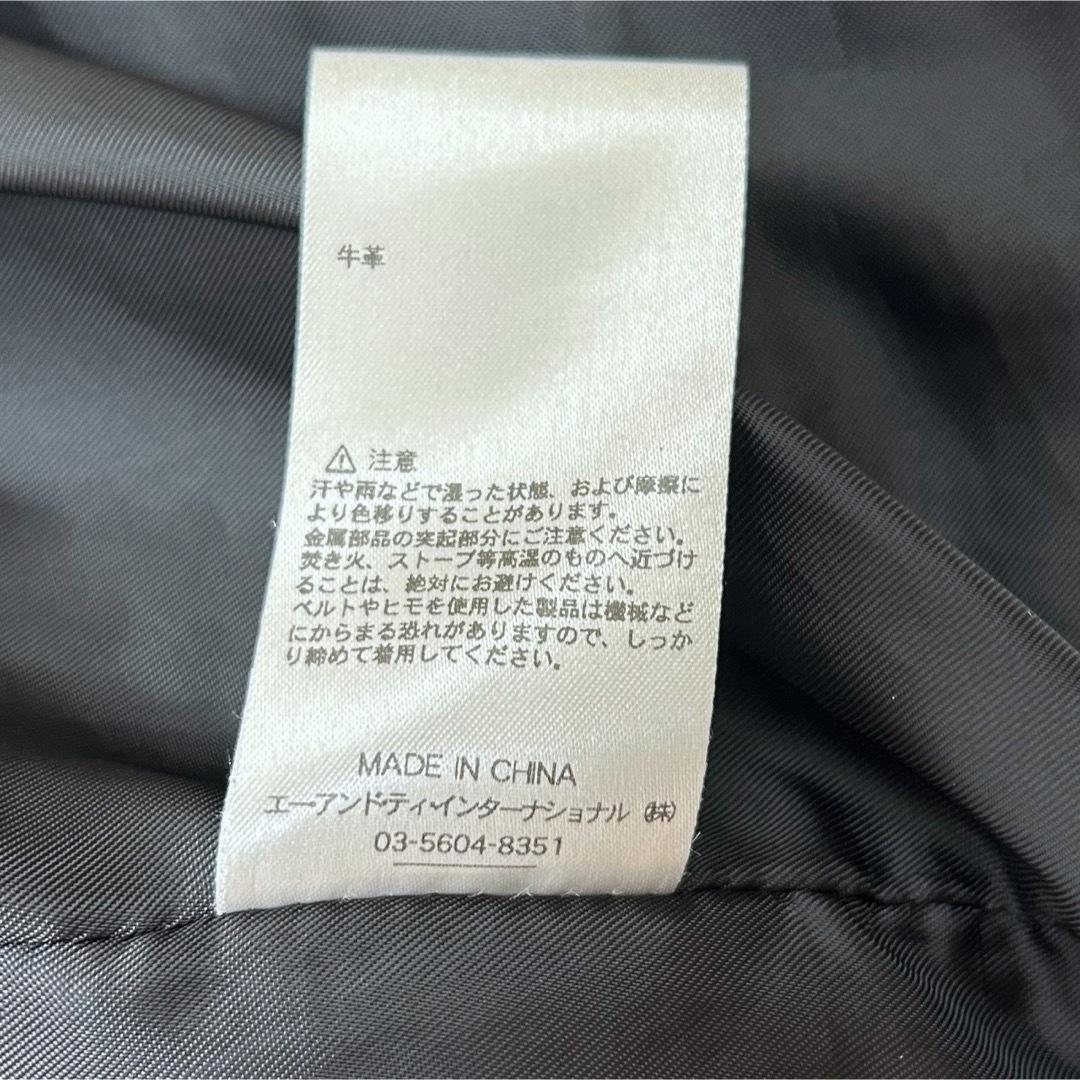 牛革
⚠ 注意
汗や雨などで湿った状態、および摩擦に
より色移りすることがあります。
金属部品の突起部分にご注意ください。
焚き火、ストーブ等高温のものへ近づけ
ることは、絶対にお避けください。
ベルトやヒモを使用した製品は機械など
にからまる恐れがありますので、しっか
り締めて着用してください。
MADE IN CHINA
エー・アンド・ティ・インターナショナル ㈱
03-5604-8351